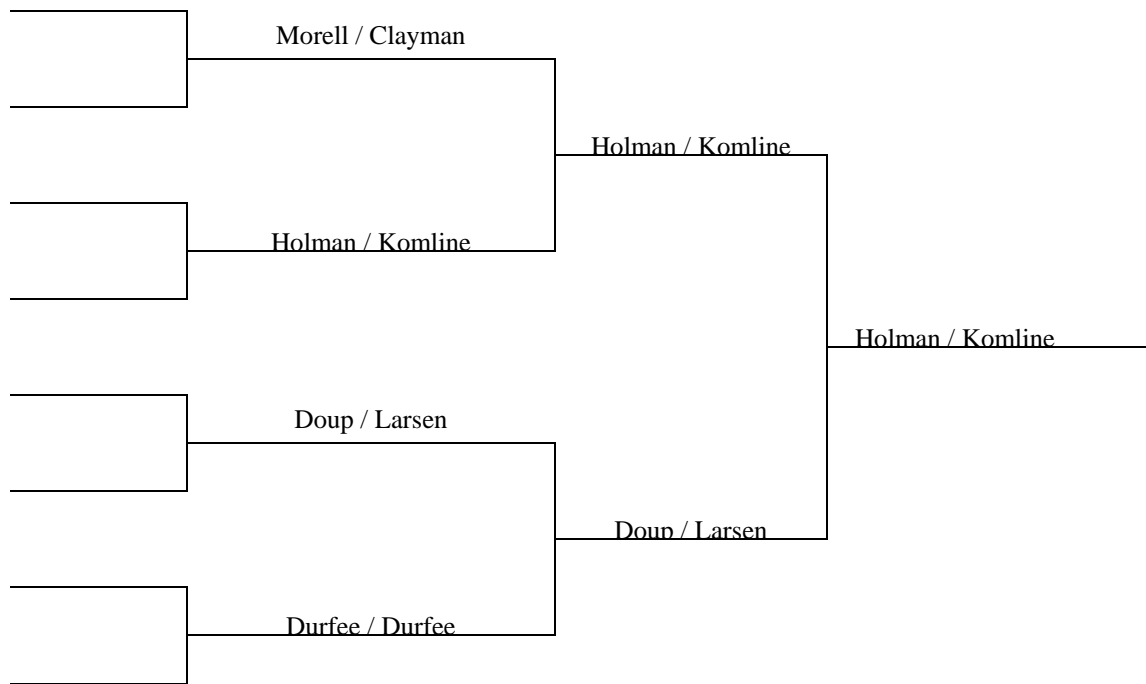 Morell / Clayman
Holman / Komline
Holman / Komline
Holman / Komline
Doup / Larsen
Doup / Larsen
Durfee / Durfee